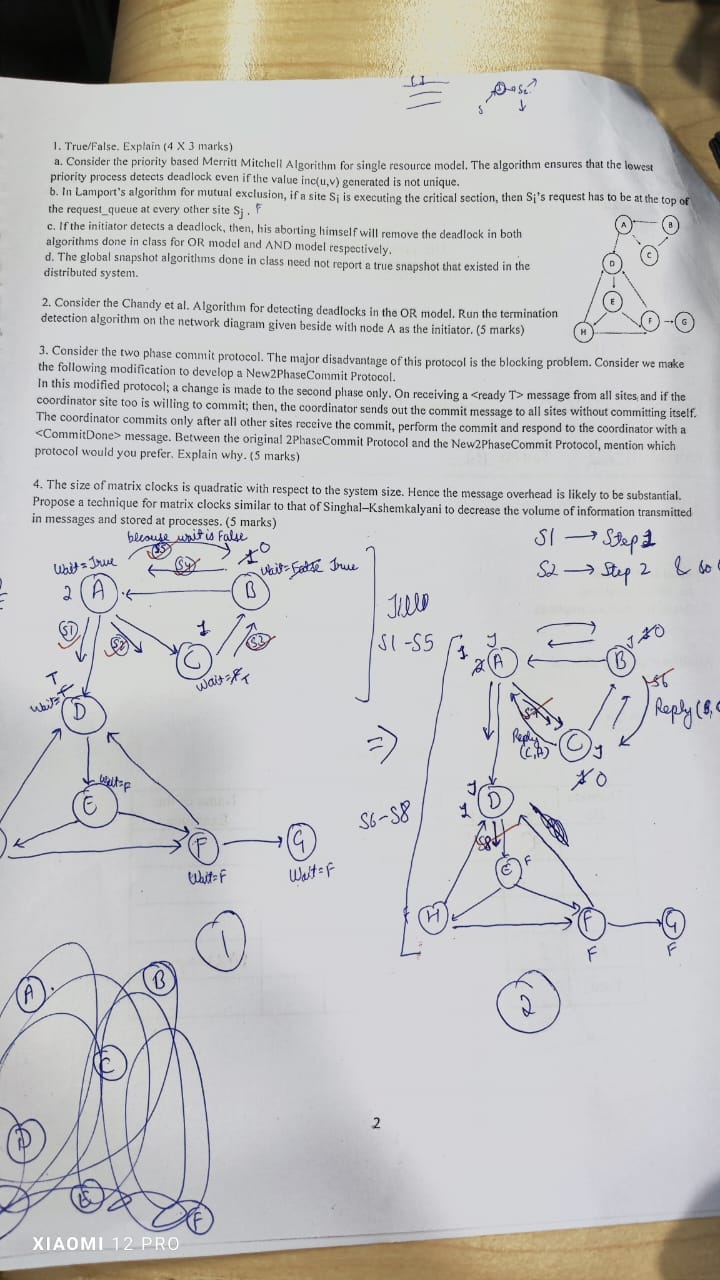 1. True/False. Explain (4 X 3 marks)
a. Consider the priority based Merritt Mitchell Algorithm for single resource model. The algorithm ensures that the lowest
priority process detects deadlock even if the value inc(u,v) generated is not unique.
b. In Lamport's algorithm for mutual exclusion, if a site Si is executing the critical section, then Si's request has to be at the top of
the request_queue at every other site Sj. F
c. If the initiator detects a deadlock, then, his aborting himself will remove the deadlock in both
algorithms done in class for OR model and AND model respectively.
d. The global snapshot algorithms done in class need not report a true snapshot that existed in the
distributed system.
A
B
C
D
E
F
G
H
2. Consider the Chandy et al. Algorithm for detecting deadlocks in the OR model. Run the termination
detection algorithm on the network diagram given beside with node A as the initiator. (5 marks)
3. Consider the two phase commit protocol. The major disadvantage of this protocol is the blocking problem. Consider we make
the following modification to develop a New2PhaseCommit Protocol.
In this modified protocol; a change is made to the second phase only. On receiving a <ready T> message from all sites, and if the
coordinator site too is willing to commit; then, the coordinator sends out the commit message to all sites without committing itself.
The coordinator commits only after all other sites receive the commit, perform the commit and respond to the coordinator with a
<CommitDone> message. Between the original 2PhaseCommit Protocol and the New2PhaseCommit Protocol, mention which
protocol would you prefer. Explain why. (5 marks)
4. The size of matrix clocks is quadratic with respect to the system size. Hence the message overhead is likely to be substantial.
Propose a technique for matrix clocks similar to that of Singhal–Kshemkalyani to decrease the volume of information transmitted
in messages and stored at processes. (5 marks)
because wait is False
S5
S4
Wait = True
2 A
B
Wait = False True
S1
S2
1
C
S3
Wait = F T
T
Wait = F
D
Wait=F
E
F
Wait=F
G
Wait=F
1
S1 → Step 1
S2 → Step 2 & so
Till
S1 - S5
⇒
S6-S8
A
B
S6
Reply (B,
S7
Reply
(C,A)
C
D
S8
E F
H
F
F
G
F
2
A
B
C
D
E
F
2
XIAOMI 12 PRO